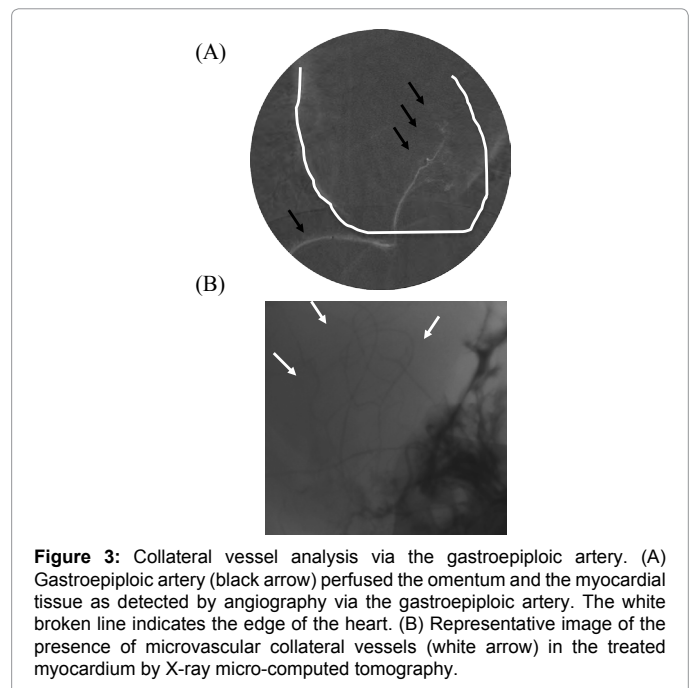 (A)
(B)
Figure 3: Collateral vessel analysis via the gastroepiploic artery. (A)
Gastroepiploic artery (black arrow) perfused the omentum and the myocardial
tissue as detected by angiography via the gastroepiploic artery. The white
broken line indicates the edge of the heart. (B) Representative image of the
presence of microvascular collateral vessels (white arrow) in the treated
myocardium by X-ray micro-computed tomography.